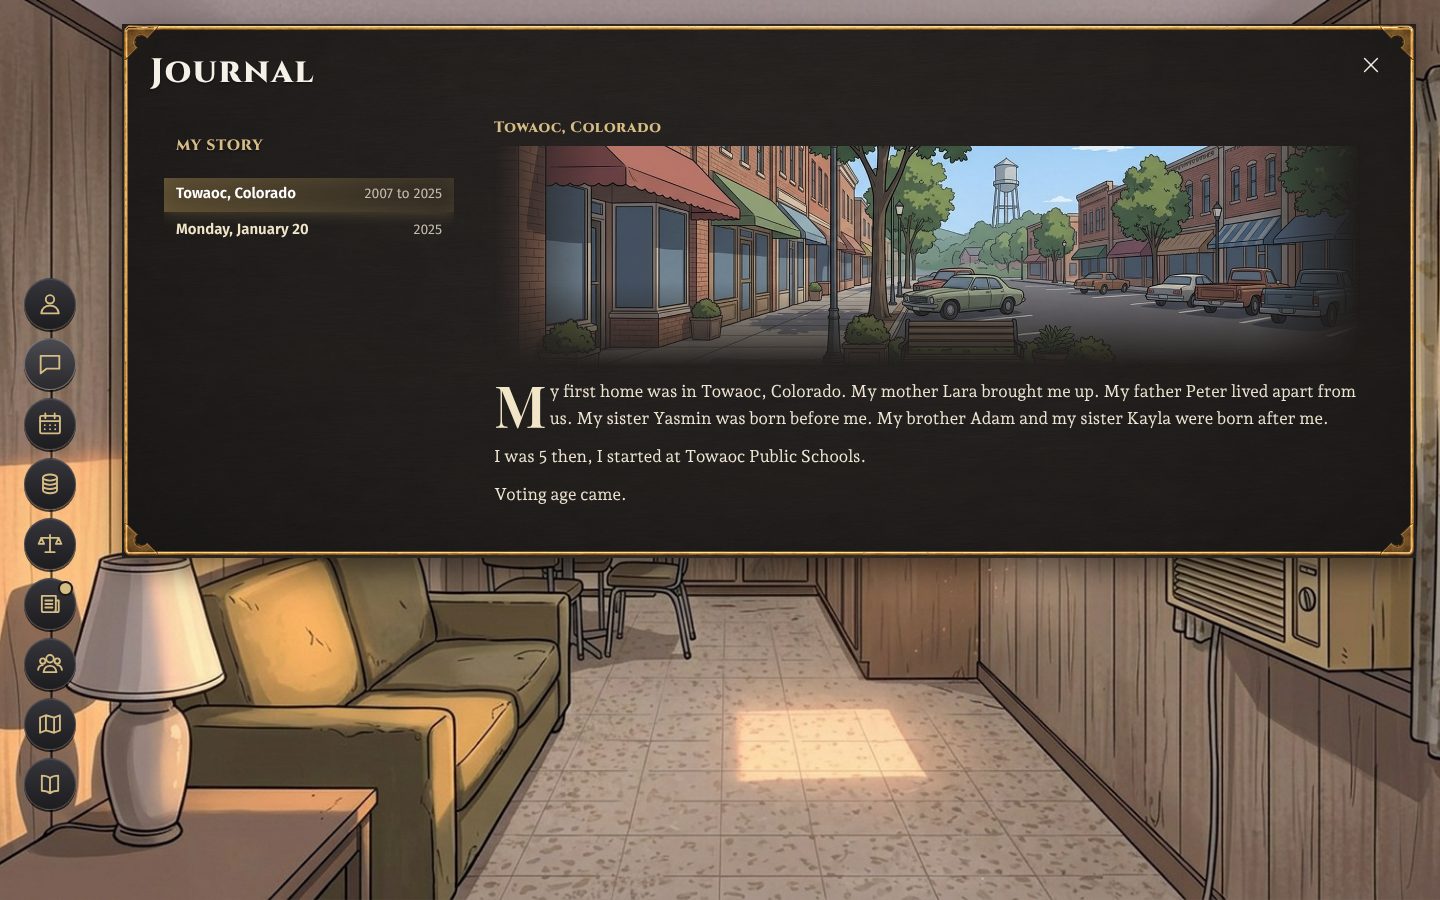 Journal
My Story
Towaoc, Colorado 2007 to 2025
Monday, January 20 2025
Towaoc, Colorado
My first home was in Towaoc, Colorado. My mother Lara brought me up. My father Peter lived apart from
us. My sister Yasmin was born before me. My brother Adam and my sister Kayla were born after me.
I was 5 then, I started at Towaoc Public Schools.
Voting age came.